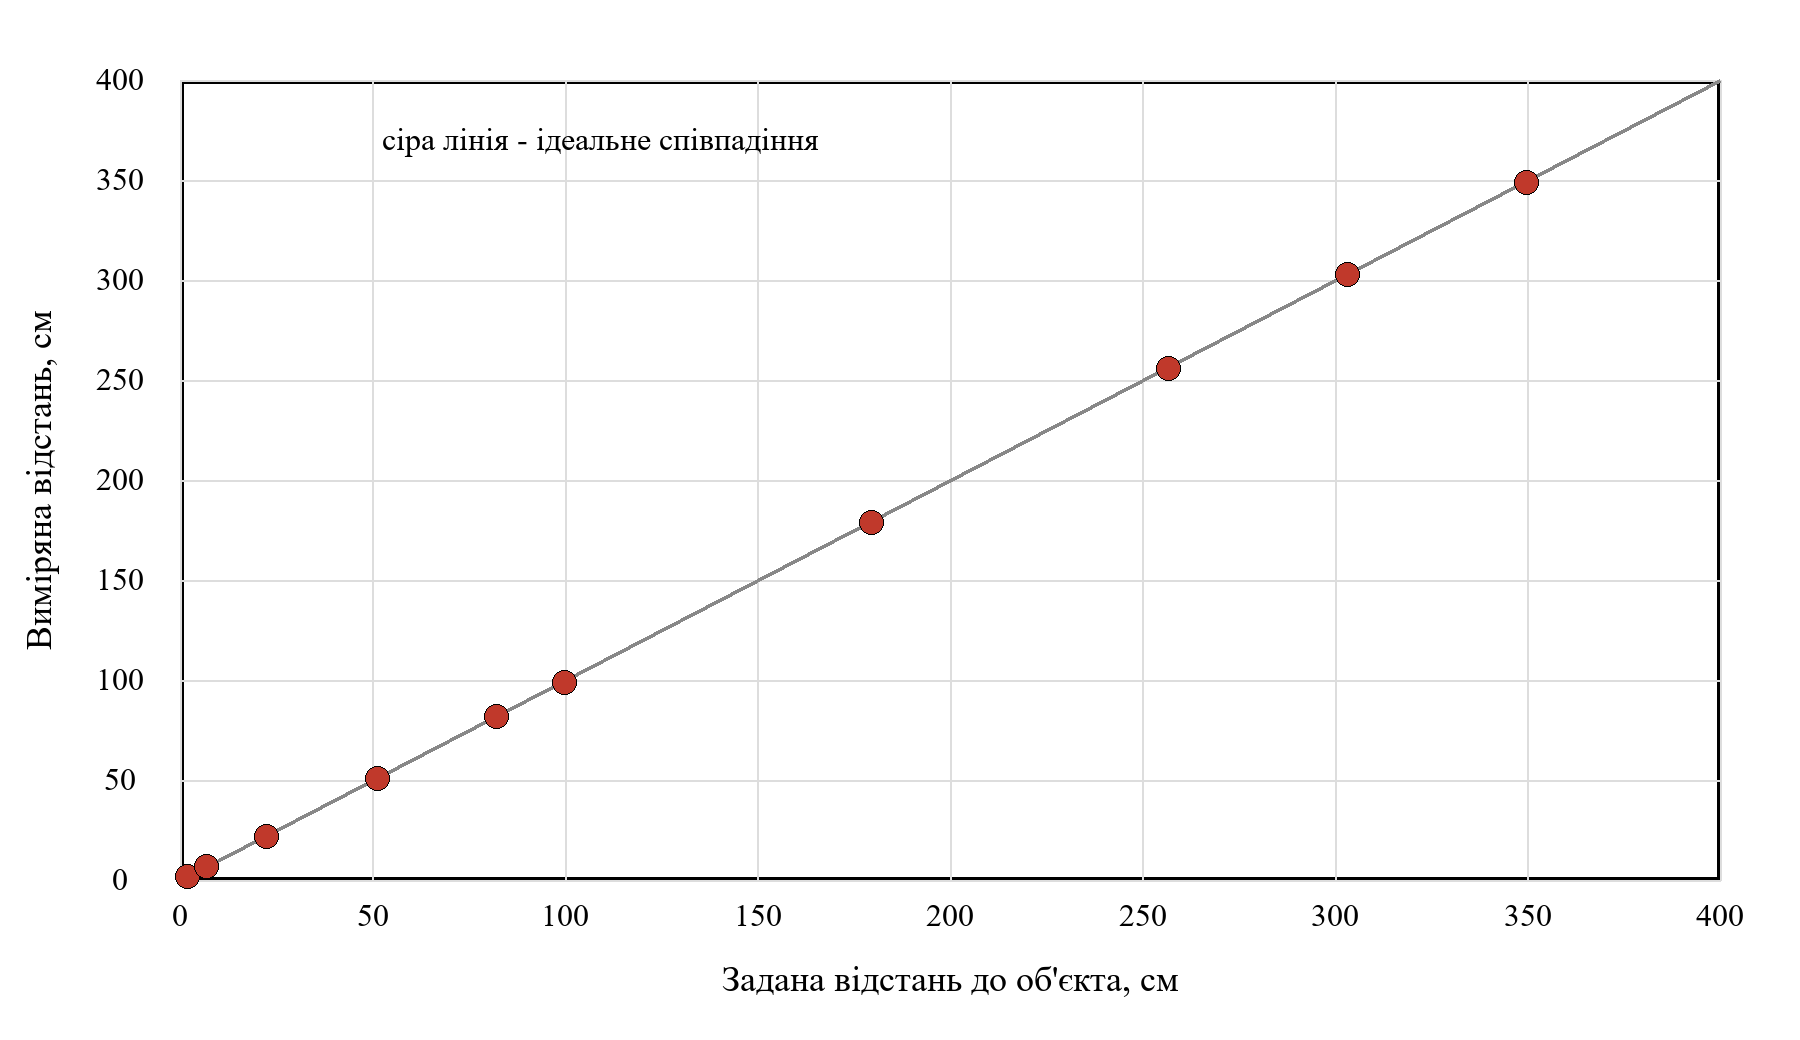 400
сіра лінія - ідеальне співпадіння
350
300
250
200
150
100
50
0
Виміряна відстань, см
0 50 100 150 200 250 300 350 400
Задана відстань до об'єкта, см